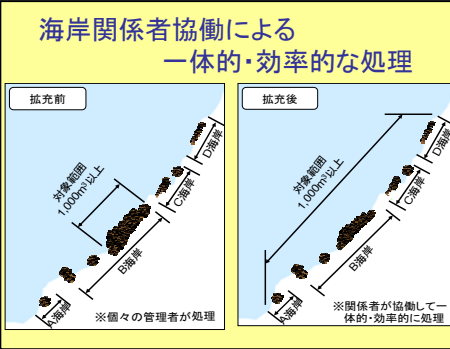 海岸関係者協働による
一体的・効率的な処理
拡充前
対象範囲
1,000m³以上
D海岸
C海岸
B海岸
A海岸
※個々の管理者が処理
拡充後
対象範囲
1,000m³以上
D海岸
C海岸
B海岸
A海岸
※関係者が協働して一
体的・効率的に処理